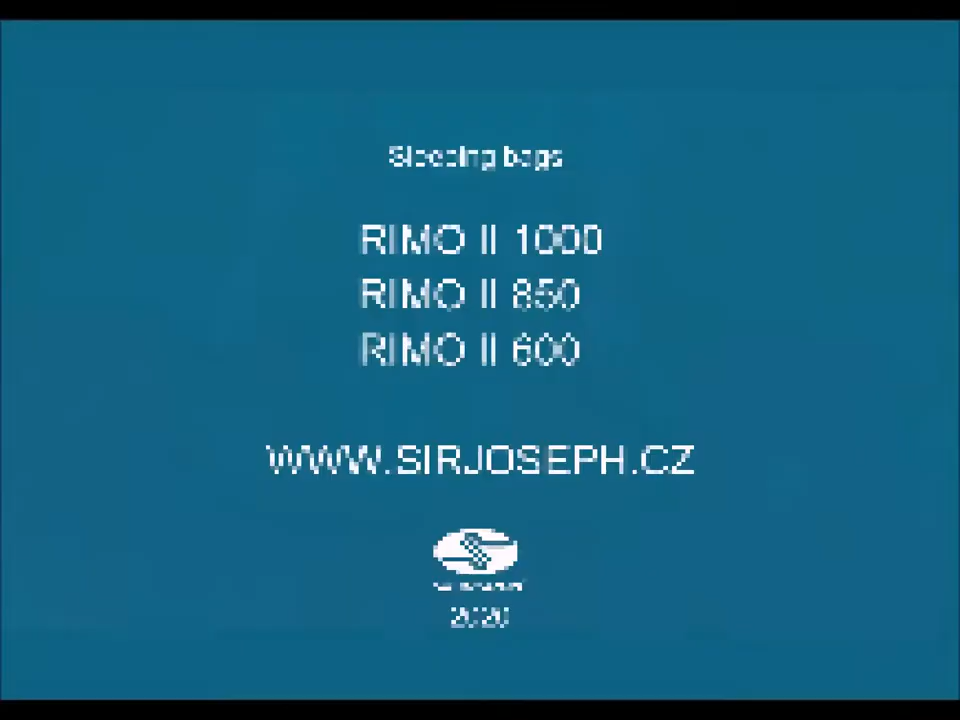 Sleeping bags
RIMO II 1000
RIMO II 850
RIMO II 600
WWW.SIRJOSEPH.CZ
2020